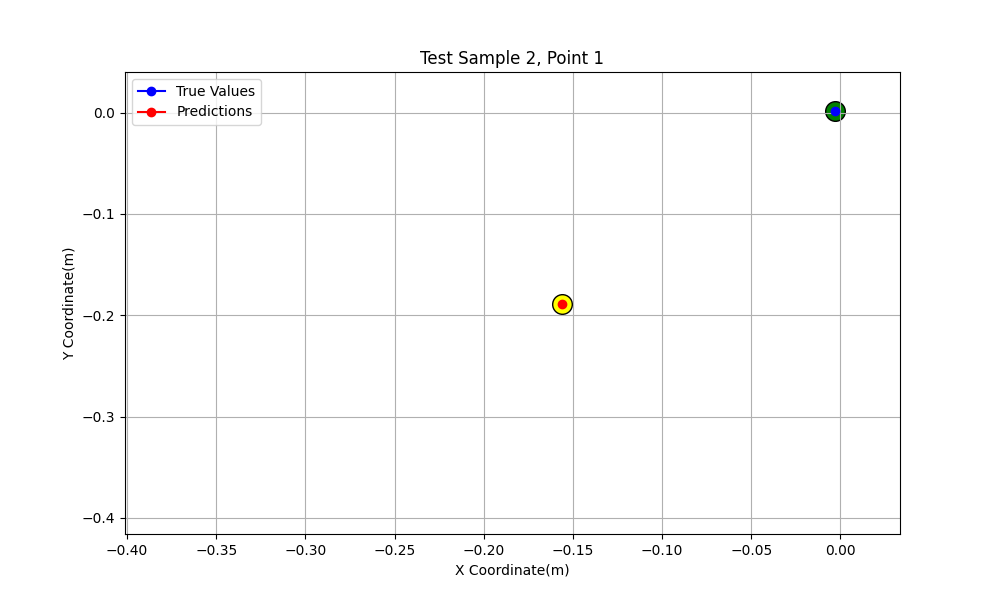 Test Sample 2, Point 1
True Values
Predictions
0.0
−0.1
−0.2
−0.3
−0.4
Y Coordinate(m)
−0.40 −0.35 −0.30 −0.25 −0.20 −0.15 −0.10 −0.05 0.00
X Coordinate(m)